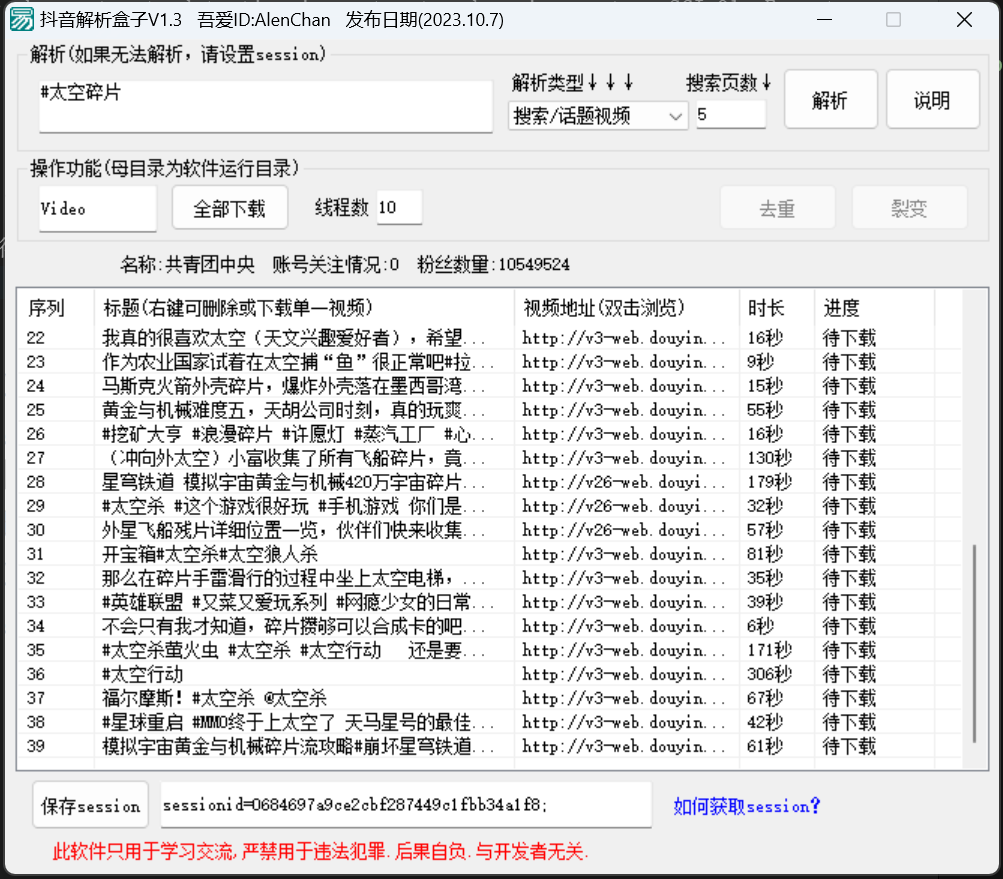 易 抖音解析盒子V1.3 吾爱ID:AlenChan 发布日期(2023.10.7)
解析(如果无法解析，请设置session)
#太空碎片
解析类型↓↓↓
搜索页数↓
搜索/话题视频
5
解析
说明
操作功能(母目录为软件运行目录)
Video
全部下载
线程数 10
去重
裂变
名称:共青团中央 账号关注情况:0 粉丝数量:10549524
序列 标题(右键可删除或下载单一视频) 视频地址(双击浏览) 时长 进度
22 我真的很喜欢太空（天文兴趣爱好者），希望... http://v3-web.douyin... 16秒 待下载
23 作为农业国家试着在太空捕“鱼”很正常吧#拉... http://v3-web.douyin... 9秒 待下载
24 马斯克火箭外壳碎片，爆炸外壳落在墨西哥湾... http://v3-web.douyin... 15秒 待下载
25 黄金与机械难度五，天胡公司时刻，真的玩爽... http://v3-web.douyin... 55秒 待下载
26 #挖矿大亨 #浪漫碎片 #许愿灯 #蒸汽工厂 #心... http://v3-web.douyin... 16秒 待下载
27 （冲向外太空）小富收集了所有飞船碎片，竟... http://v3-web.douyin... 130秒 待下载
28 星穹铁道 模拟宇宙黄金与机械420万宇宙碎片... http://v26-web.douyi... 179秒 待下载
29 #太空杀 #这个游戏很好玩 #手机游戏 你们是... http://v26-web.douyi... 32秒 待下载
30 外星飞船残片详细位置一览，伙伴们快来收集... http://v26-web.douyi... 57秒 待下载
31 开宝箱#太空杀#太空狼人杀 http://v3-web.douyin... 81秒 待下载
32 那么在碎片手雷滑行的过程中坐上太空电梯，... http://v3-web.douyin... 35秒 待下载
33 #英雄联盟 #又菜又爱玩系列 #网瘾少女的日常... http://v3-web.douyin... 39秒 待下载
34 不会只有我才知道，碎片攒够可以合成卡的吧... http://v3-web.douyin... 6秒 待下载
35 #太空杀萤火虫 #太空杀 #太空行动 还是要... http://v3-web.douyin... 171秒 待下载
36 #太空行动 http://v3-web.douyin... 306秒 待下载
37 福尔摩斯！#太空杀 @太空杀 http://v3-web.douyin... 67秒 待下载
38 #星球重启 #MMO终于上太空了 天马星号的最佳... http://v3-web.douyin... 42秒 待下载
39 模拟宇宙黄金与机械碎片流攻略#崩坏星穹铁道... http://v3-web.douyin... 61秒 待下载
保存session
sessionid=0684697a9ce2cbf287449c1fbb34a1f8;
如何获取session?
此软件只用于学习交流,严禁用于违法犯罪.后果自负.与开发者无关.